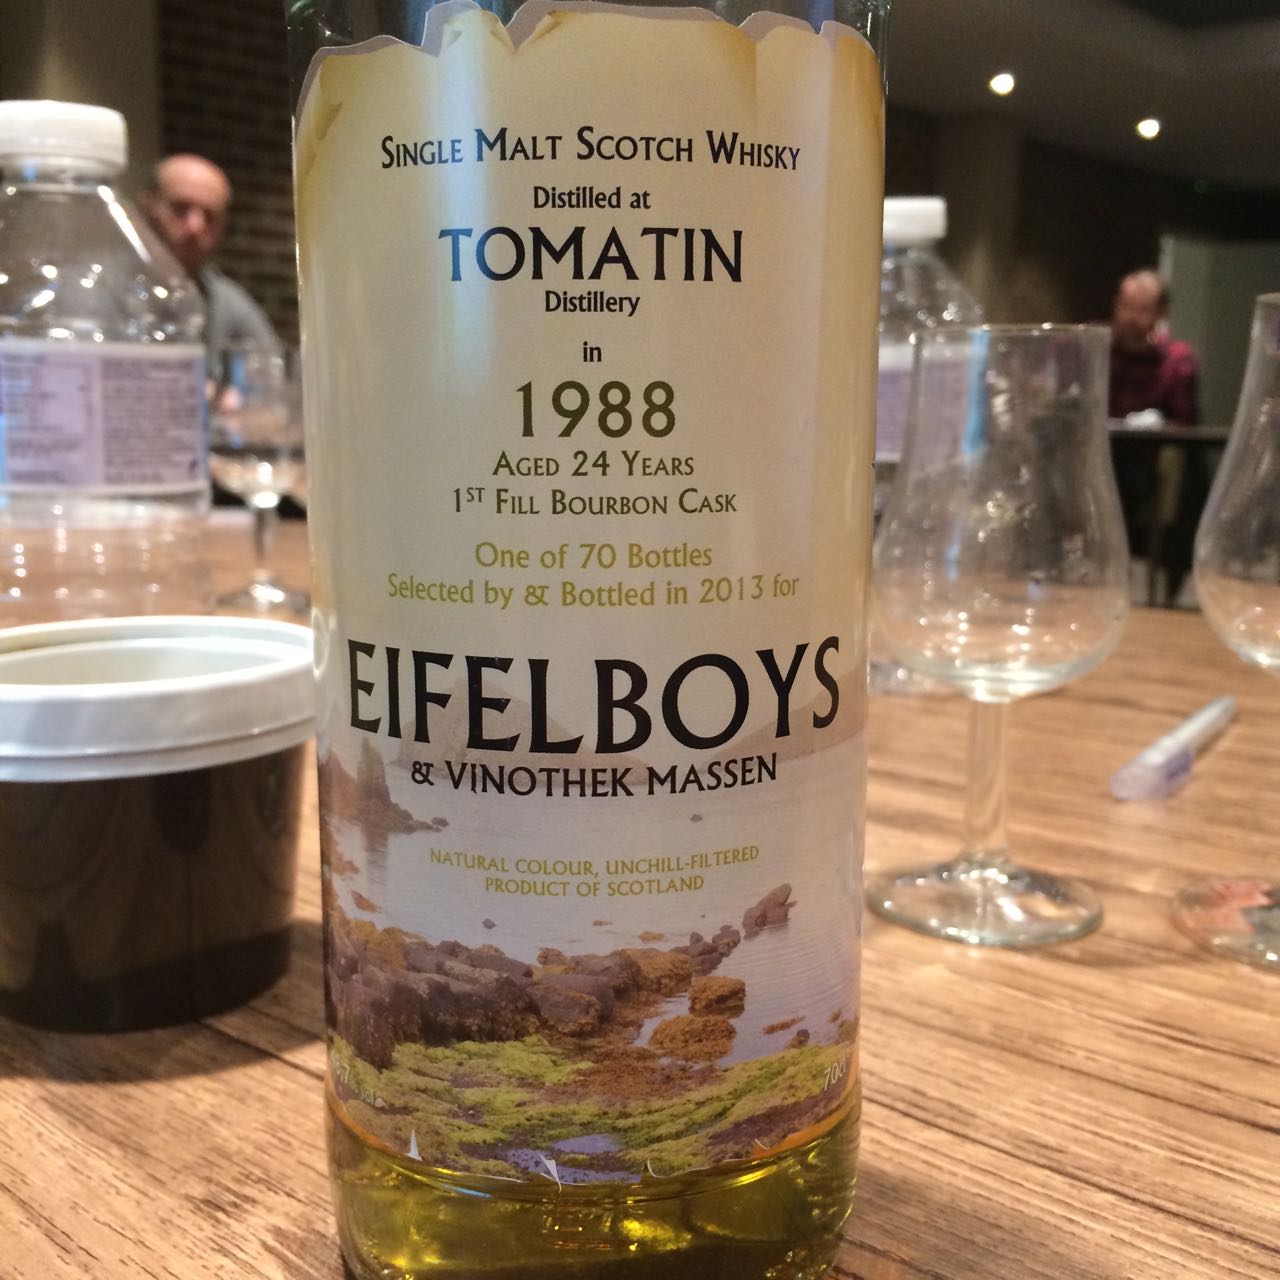 Single Malt Scotch Whisky
Distilled at
TOMATIN
Distillery
in
1988
Aged 24 Years
1ST Fill Bourbon Cask
One of 70 Bottles
Selected by & Bottled in 2013 for
EIFELBOYS
& VINOTHEK MASSEN
NATURAL COLOUR, UNCHILL-FILTERED
PRODUCT OF SCOTLAND
70cl